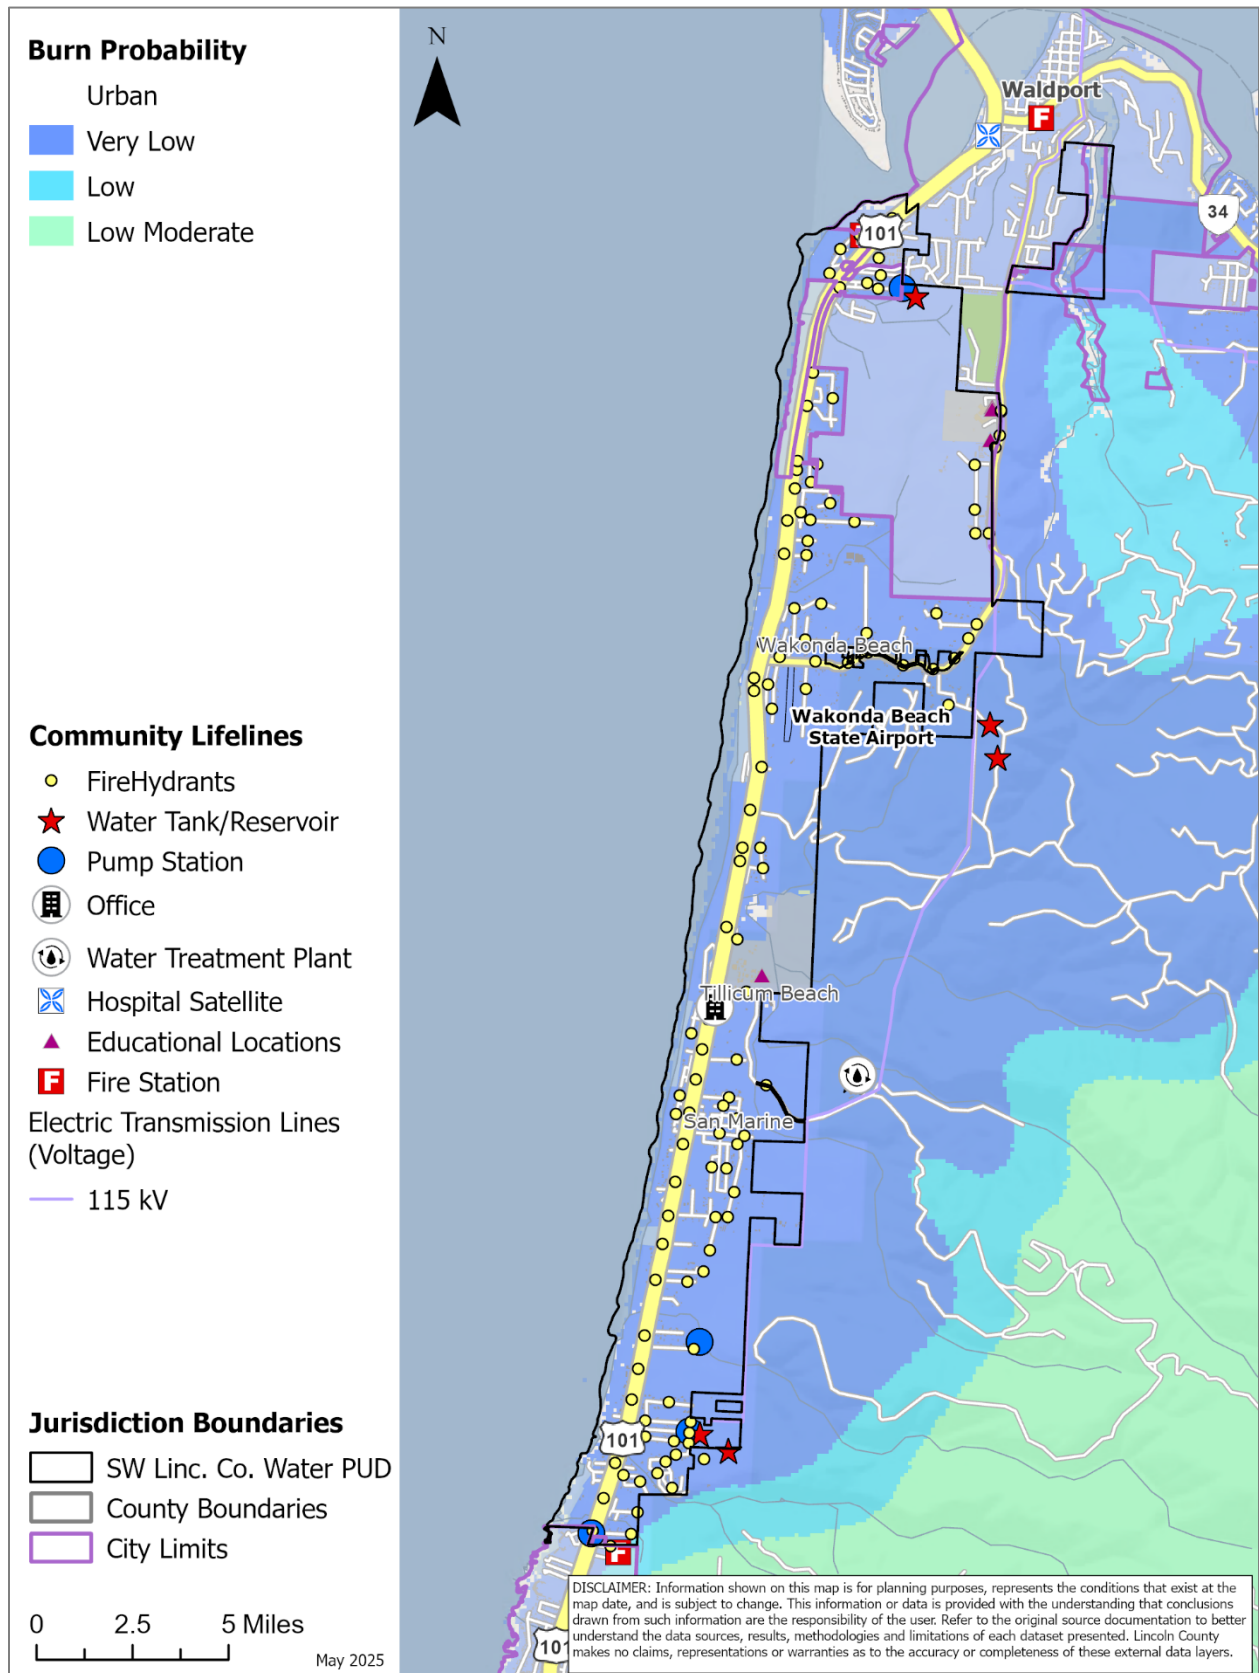 Burn Probability
Urban
Very Low
Low
Low Moderate
Community Lifelines
FireHydrants
Water Tank/Reservoir
Pump Station
Office
Water Treatment Plant
Hospital Satellite
Educational Locations
F
Fire Station
Electric Transmission Lines
(Voltage)
115 kV
Jurisdiction Boundaries
SW Linc. Co. Water PUD
County Boundaries
City Limits
0 2.5 5 Miles
May 2025
N
Waldport
F
34
101
Wakonda Beach
Wakonda Beach
State Airport
Tillicum Beach
San Marine
101
F
101
DISCLAIMER: Information shown on this map is for planning purposes, represents the conditions that exist at the
map date, and is subject to change. This information or data is provided with the understanding that conclusions
drawn from such information are the responsibility of the user. Refer to the original source documentation to better
understand the data sources, results, methodologies and limitations of each dataset presented. Lincoln County
makes no claims, representations or warranties as to the accuracy or completeness of these external data layers.